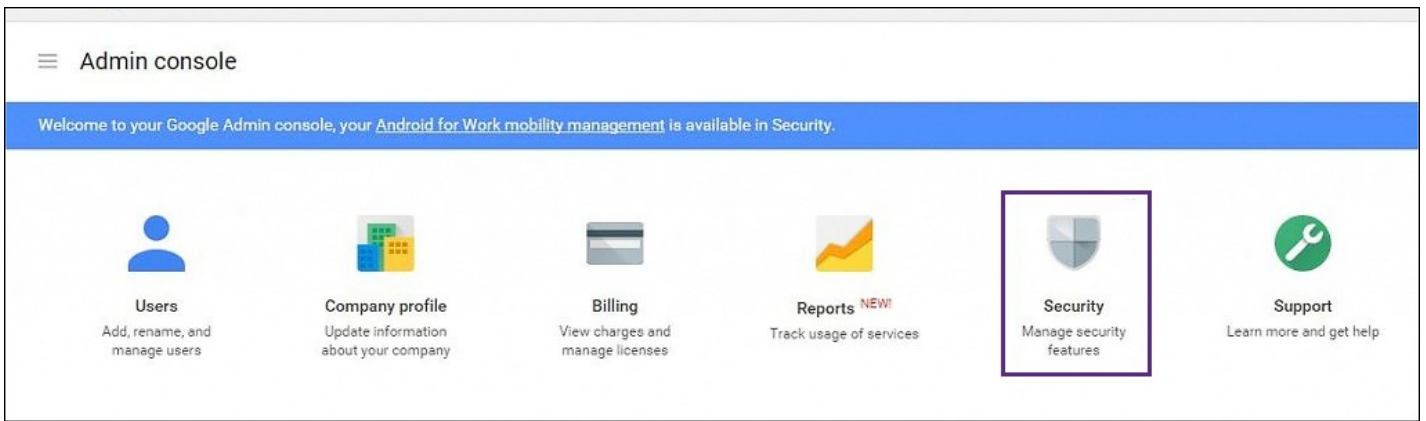 Admin console
Welcome to your Google Admin console, your Android for Work mobility management is available in Security.
Users
Add, rename, and
manage users
Company profile
Update information
about your company
Billing
View charges and
manage licenses
Reports NEW!
Track usage of services
Security
Manage security
features
Support
Learn more and get help